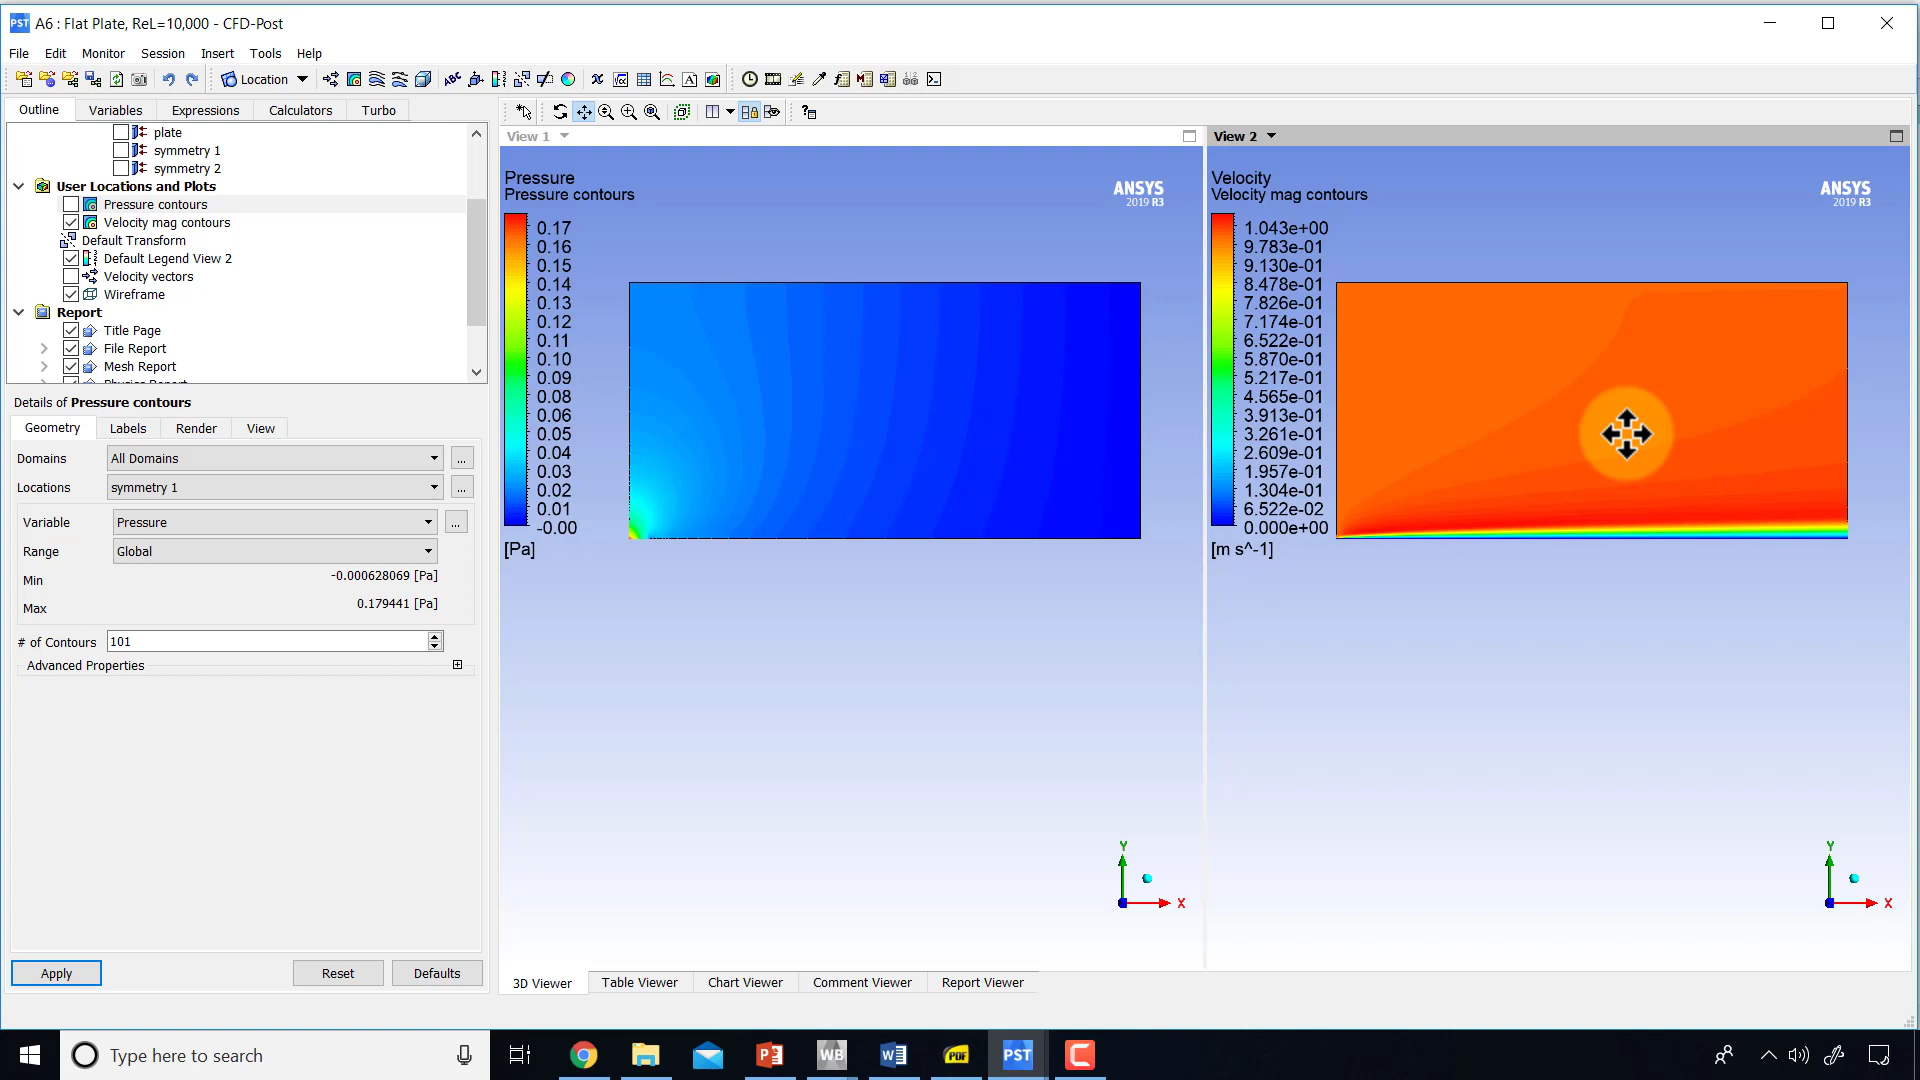 PST A6 : Flat Plate, ReL=10,000 - CFD-Post
File Edit Monitor Session Insert Tools Help
Location
Outline Variables Expressions Calculators Turbo
plate
symmetry 1
symmetry 2
User Locations and Plots
Pressure contours
Velocity mag contours
Default Transform
Default Legend View 2
Velocity vectors
Wireframe
Report
Title Page
File Report
Mesh Report
Details of Pressure contours
Geometry Labels Render View
Domains All Domains ...
Locations symmetry 1 ...
Variable Pressure ...
Range Global
Min -0.000628069 [Pa]
Max 0.179441 [Pa]
# of Contours 101
Advanced Properties
Apply Reset Defaults
View 1
Pressure
Pressure contours
ANSYS
2019 R3
0.17
0.16
0.15
0.14
0.13
0.12
0.11
0.10
0.09
0.08
0.06
0.05
0.04
0.03
0.02
0.01
-0.00
[Pa]
Y
X
View 2
Velocity
Velocity mag contours
ANSYS
2019 R3
1.043e+00
9.783e-01
9.130e-01
8.478e-01
7.826e-01
7.174e-01
6.522e-01
5.870e-01
5.217e-01
4.565e-01
3.913e-01
3.261e-01
2.609e-01
1.957e-01
1.304e-01
6.522e-02
0.000e+00
[m s^-1]
Y
X
3D Viewer Table Viewer Chart Viewer Comment Viewer Report Viewer
Type here to search
WB
PDF
PST